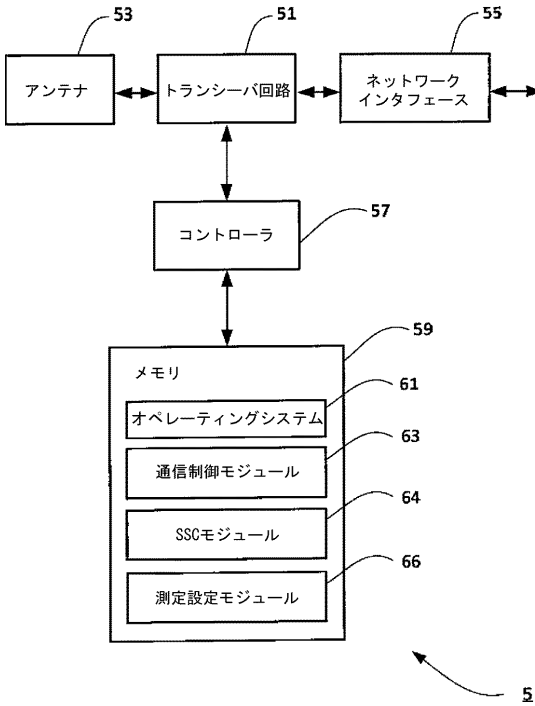 53
51
55
アンテナ
トランシーバ回路
ネットワーク
インタフェース
57
コントローラ
59
メモリ
61
オペレーティングシステム
63
通信制御モジュール
64
SSCモジュール
66
測定設定モジュール
5